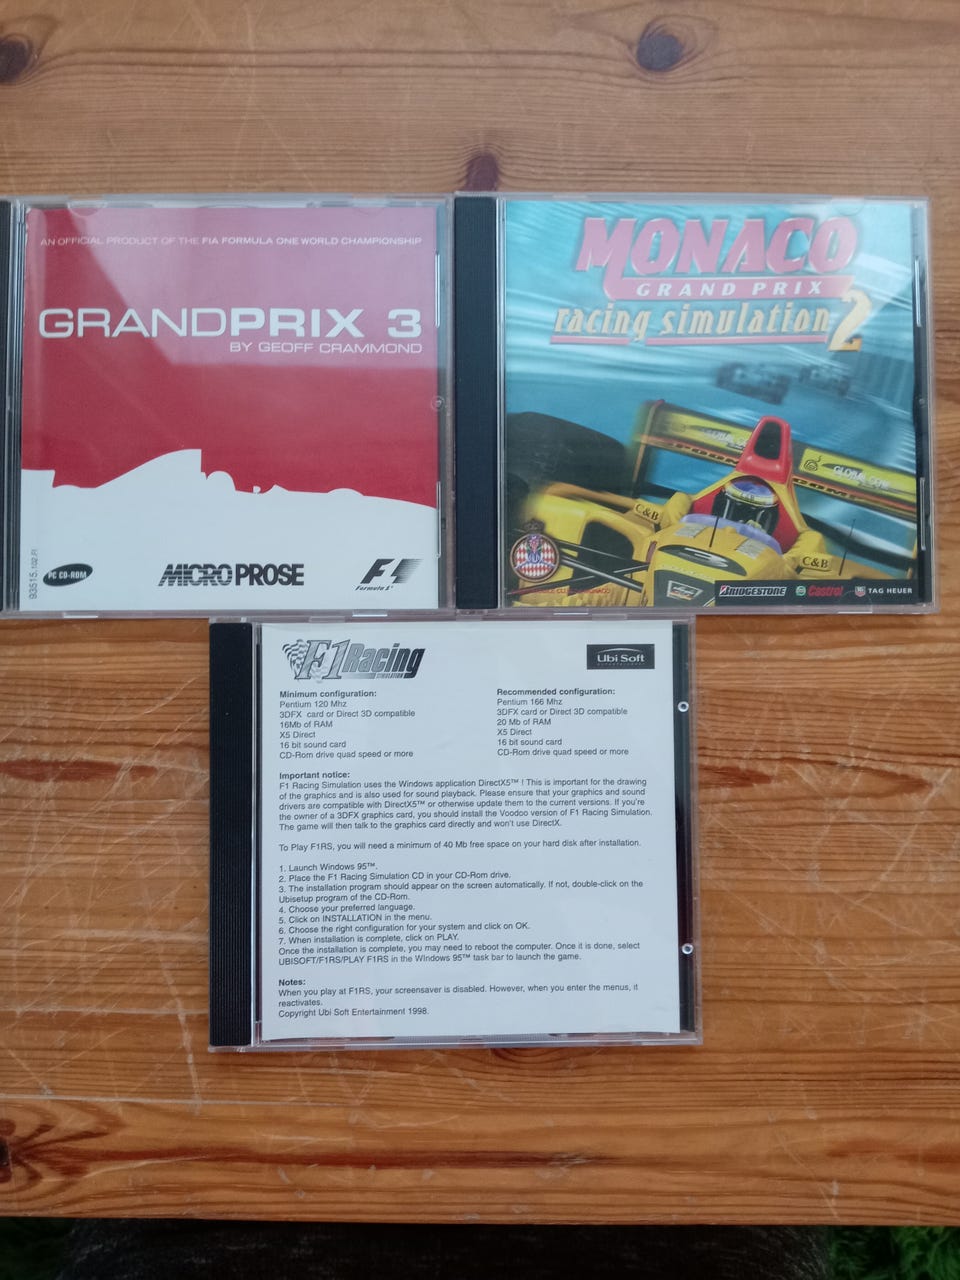 AN OFFICIAL PRODUCT OF THE FIA FORMULA ONE WORLD CHAMPIONSHIP
GRANDPRIX 3
BY GEOFF CRAMMOND
93515.102.FI
PC CD-ROM
MICROPROSE
F1
Formula 1
MONACO
GRAND PRIX
racing simulation 2
GLOBAL
C&B
C&B
BRIDGESTONE
Castrol
TAG HEUER
F1 Racing
SIMULATION
Ubi Soft
ENTERTAINMENT
Minimum configuration:
Pentium 120 Mhz
3DFX card or Direct 3D compatible
16Mb of RAM
X5 Direct
16 bit sound card
CD-Rom drive quad speed or more
Recommended configuration:
Pentium 166 Mhz
3DFX card or Direct 3D compatible
20 Mb of RAM
X5 Direct
16 bit sound card
CD-Rom drive quad speed or more
Important notice:
F1 Racing Simulation uses the Windows application DirectX5™ ! This is important for the drawing
of the graphics and is also used for sound playback. Please ensure that your graphics and sound
drivers are compatible with DirectX5™ or otherwise update them to the current versions. If you're
the owner of a 3DFX graphics card, you should install the Voodoo version of F1 Racing Simulation.
The game will then talk to the graphics card directly and won't use DirectX.
To Play F1RS, you will need a minimum of 40 Mb free space on your hard disk after installation.
1. Launch Windows 95™.
2. Place the F1 Racing Simulation CD in your CD-Rom drive.
3. The installation program should appear on the screen automatically. If not, double-click on the
Ubisetup program of the CD-Rom.
4. Choose your preferred language.
5. Click on INSTALLATION in the menu.
6. Choose the right configuration for your system and click on OK.
7. When installation is complete, click on PLAY.
Once the installation is complete, you may need to reboot the computer. Once it is done, select
UBISOFT/F1RS/PLAY F1RS in the Windows 95™ task bar to launch the game.
Notes:
When you play at F1RS, your screensaver is disabled. However, when you enter the menus, it
reactivates.
Copyright Ubi Soft Entertainment 1998.